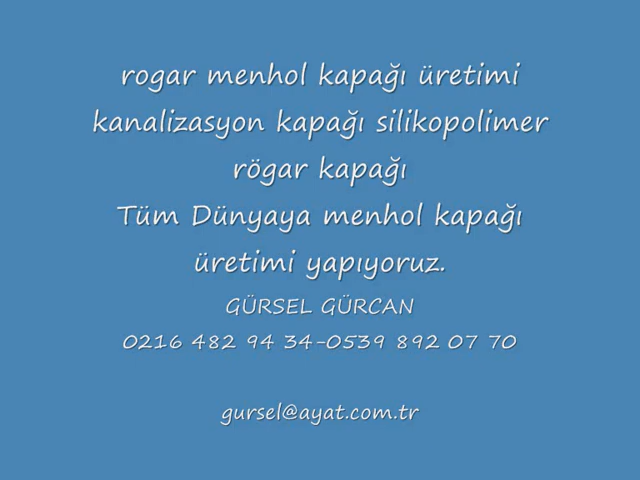 rogar menhol kapağı üretimi
kanalizasyon kapağı silikopolimer
rögar kapağı
Tüm Dünyaya menhol kapağı
üretimi yapıyoruz.
GÜRSEL GÜRCAN
0216 482 94 34-0539 892 07 70
gursel@ayat.com.tr